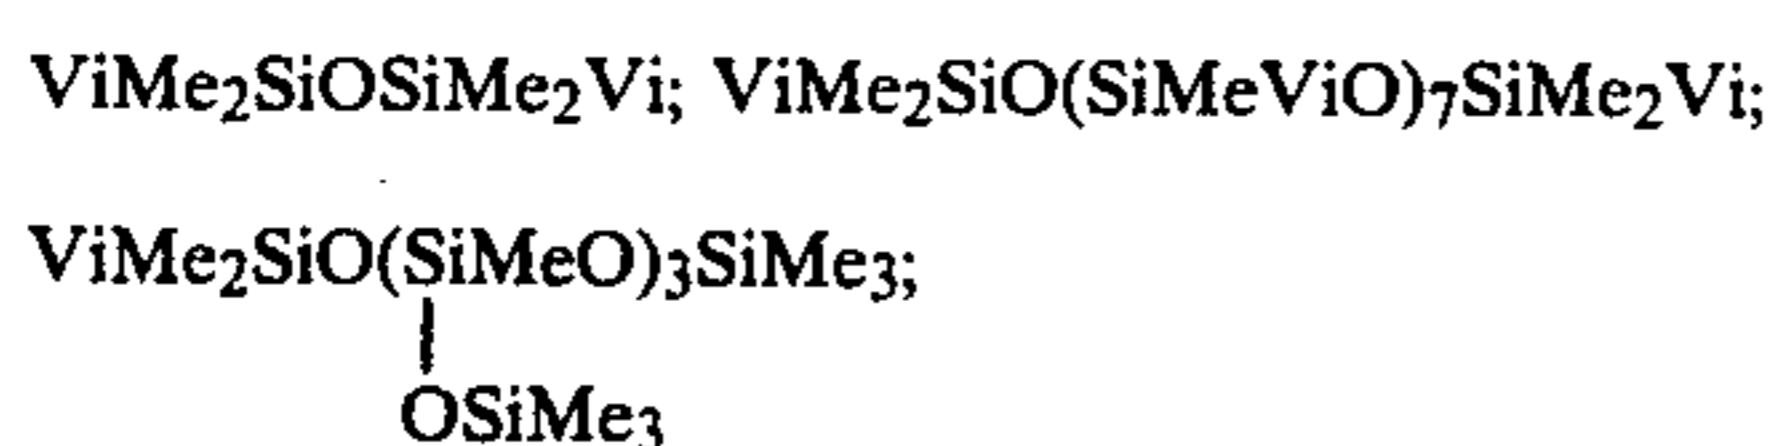 ViMe₂SiOSiMe₂Vi; ViMe₂SiO(SiMeViO)₇SiMe₂Vi;
ViMe₂SiO(SiMeO)₃SiMe₃;
OSiMe₃